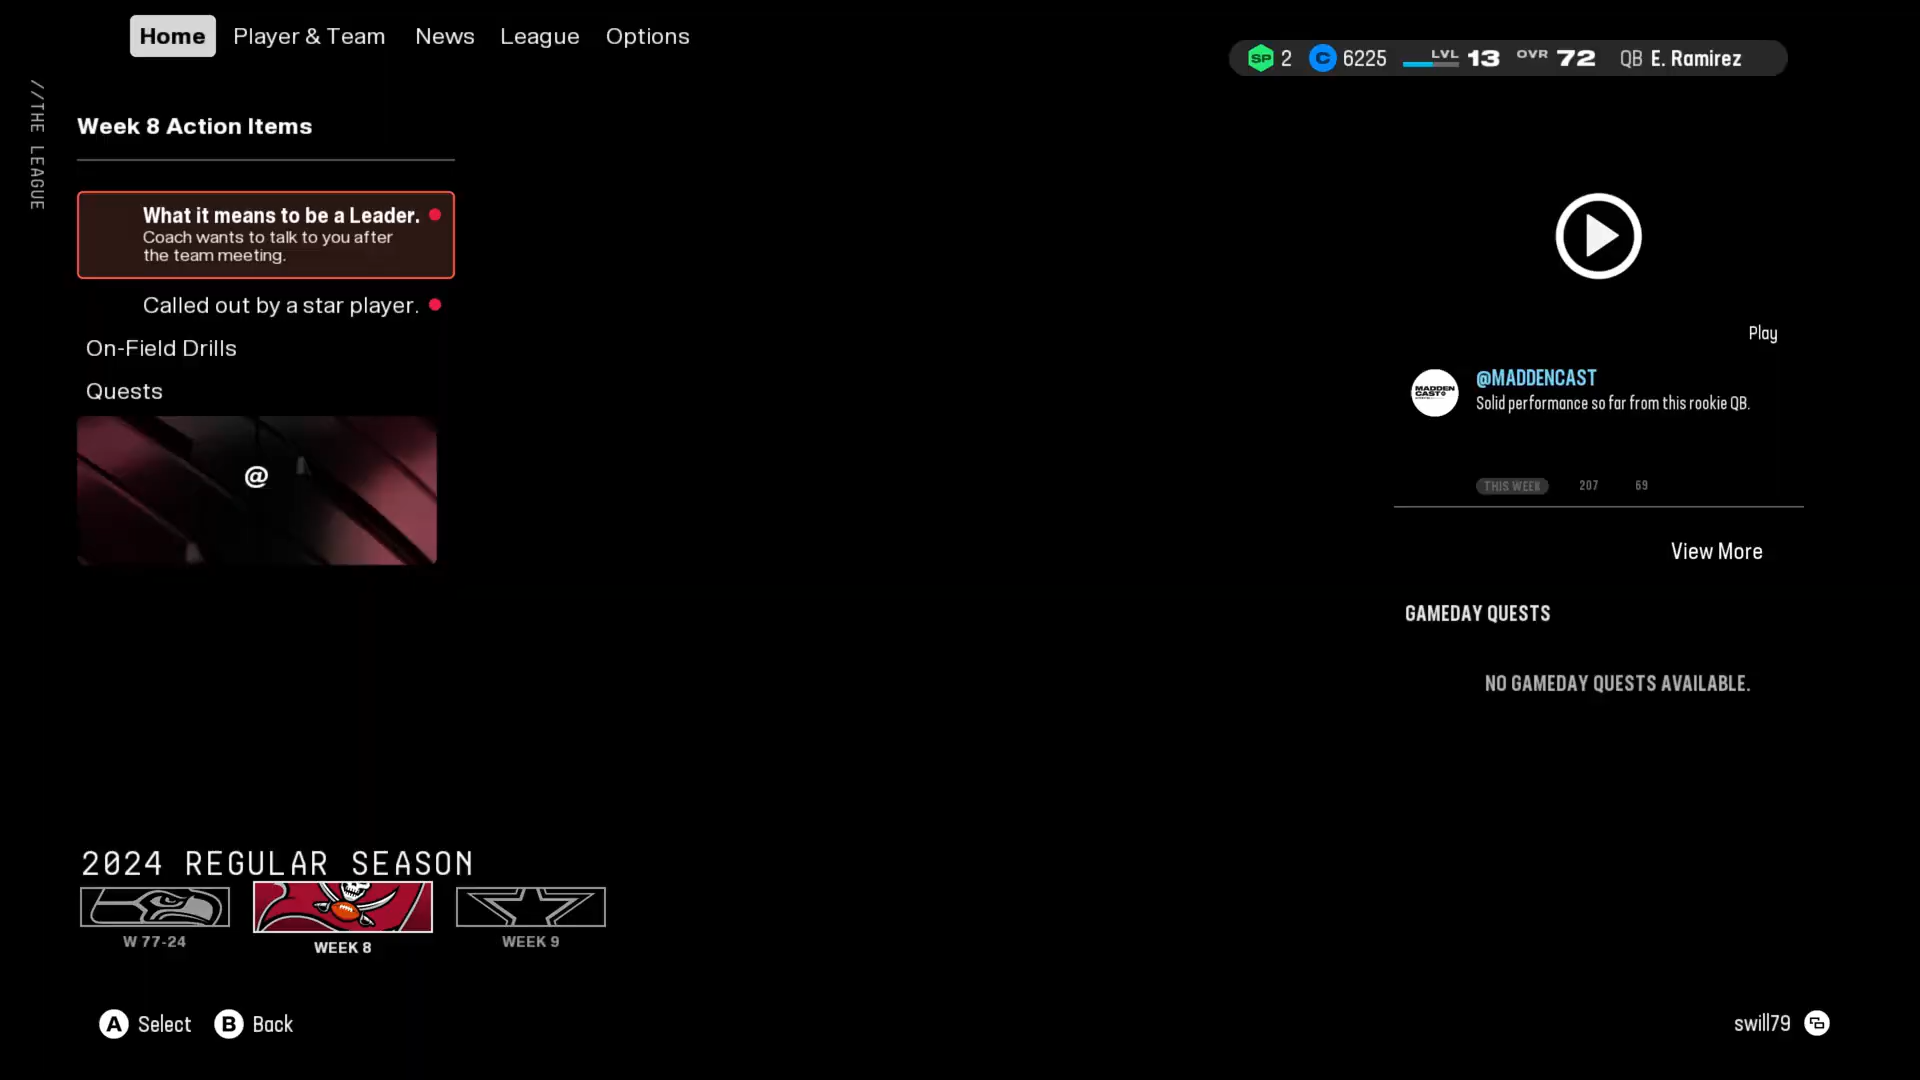 Home Player & Team News League Options
SP 2 C 6225 LVL 13 OVR 72 QB E. Ramirez
//THE LEAGUE
Week 8 Action Items
What it means to be a Leader.
Coach wants to talk to you after
the team meeting.
Called out by a star player.
On-Field Drills
Quests
@
Play
MADDEN
CAST
@MADDENCAST
Solid performance so far from this rookie QB.
THIS WEEK 207 69
View More
GAMEDAY QUESTS
NO GAMEDAY QUESTS AVAILABLE.
2024 REGULAR SEASON
W 77-24 WEEK 8 WEEK 9
A Select B Back
swill79